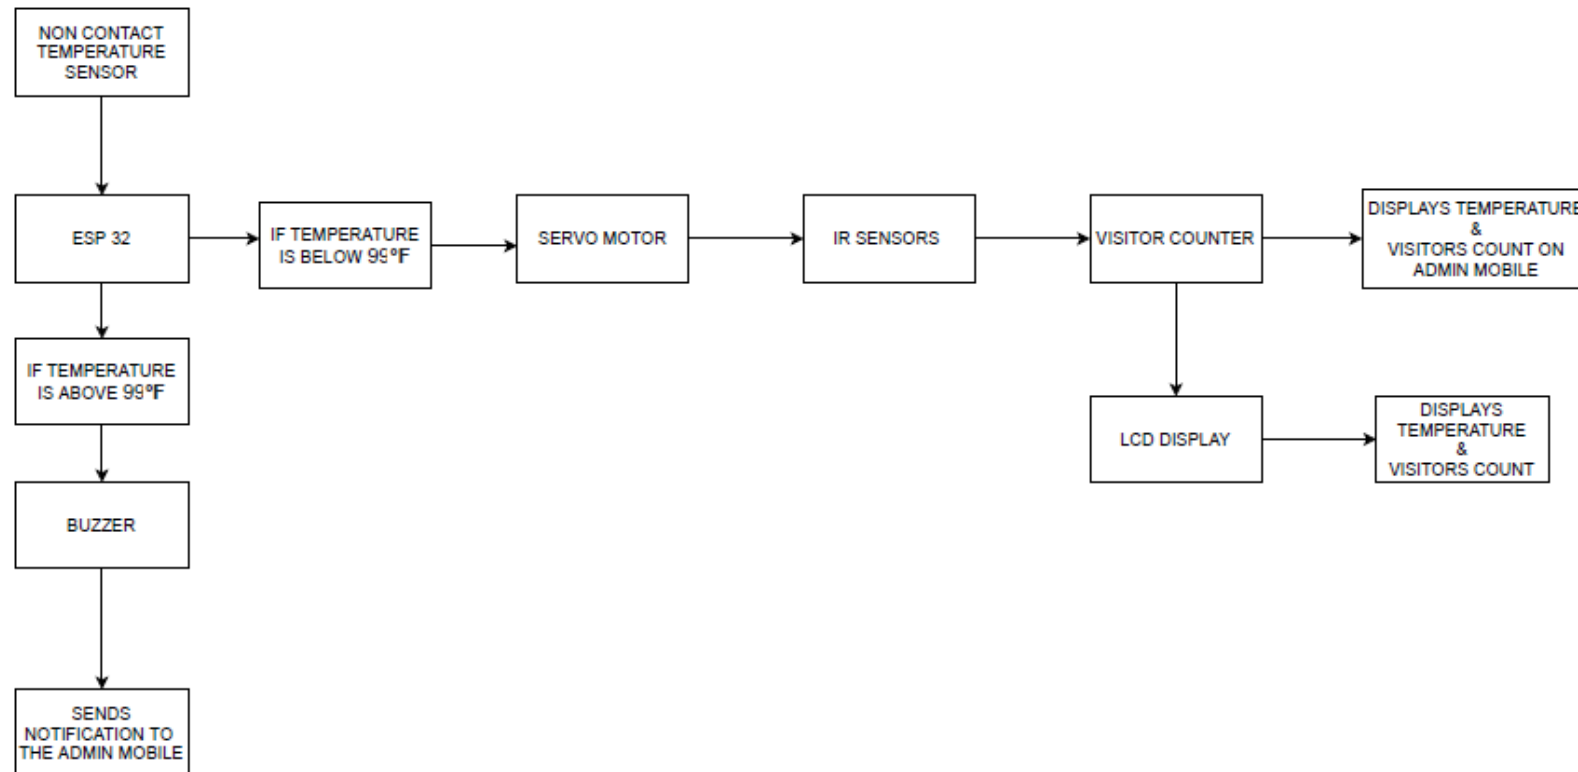 NON CONTACT
TEMPERATURE
SENSOR
ESP 32
IF TEMPERATURE
IS BELOW 99°F
SERVO MOTOR
IR SENSORS
VISITOR COUNTER
DISPLAYS TEMPERATURE
&
VISITORS COUNT ON
ADMIN MOBILE
IF TEMPERATURE
IS ABOVE 99°F
LCD DISPLAY
DISPLAYS
TEMPERATURE
&
VISITORS COUNT
BUZZER
SENDS
NOTIFICATION TO
THE ADMIN MOBILE